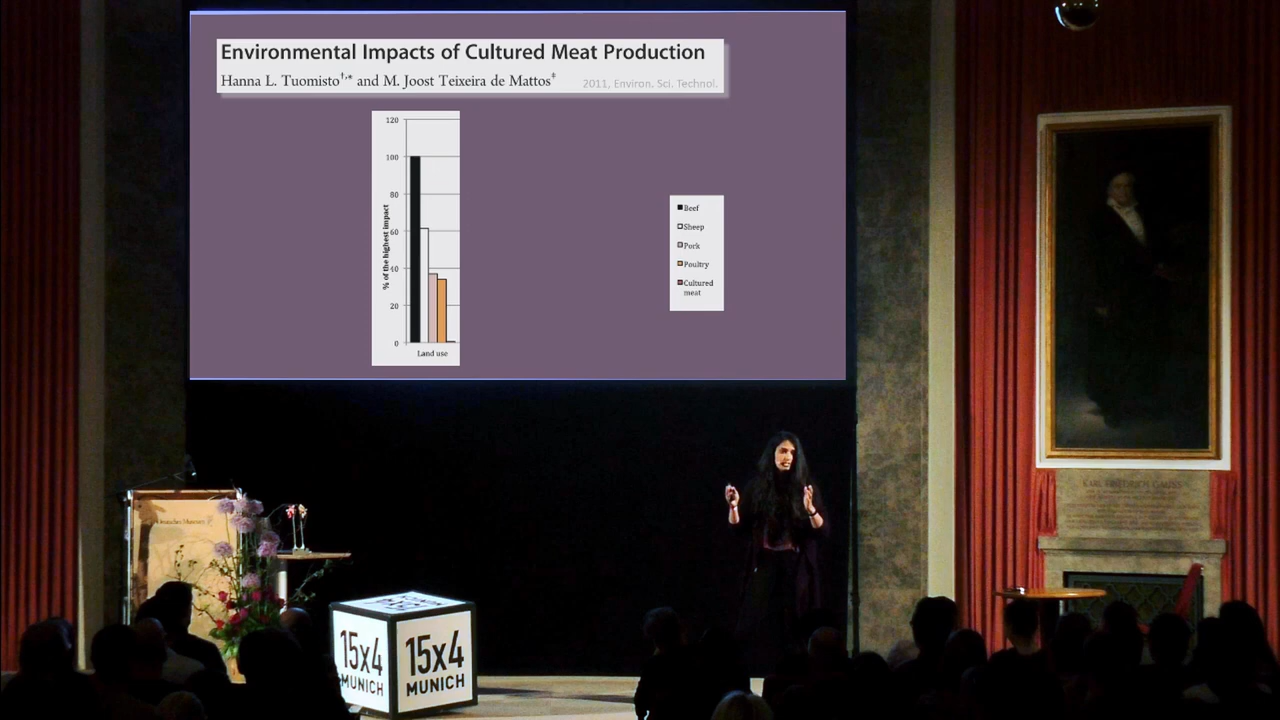 Environmental Impacts of Cultured Meat Production
Hanna L. Tuomisto†,* and M. Joost Teixeira de Mattos‡
2011, Environ. Sci. Technol.
120
100
80
60
40
20
0
% of the highest impact
Land use
Beef
Sheep
Pork
Poultry
Cultured
meat
Deutsches Museum
CARL FRIEDRICH GAUSS
15x4
MUNICH
15x4
MUNICH